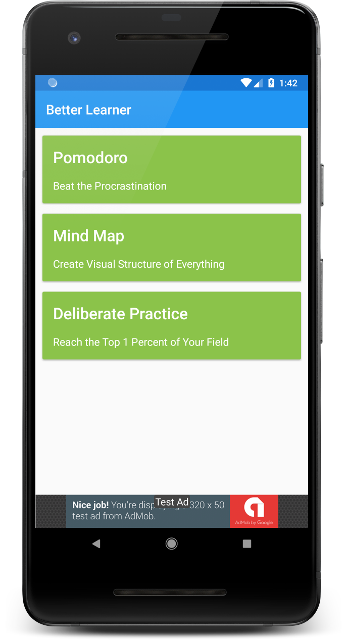 1:42
Better Learner
Pomodoro
Beat the Procrastination
Mind Map
Create Visual Structure of Everything
Deliberate Practice
Reach the Top 1 Percent of Your Field
Test Ad
Nice job! You're 320 x 50
test ad from AdMob.
AdMob by Google